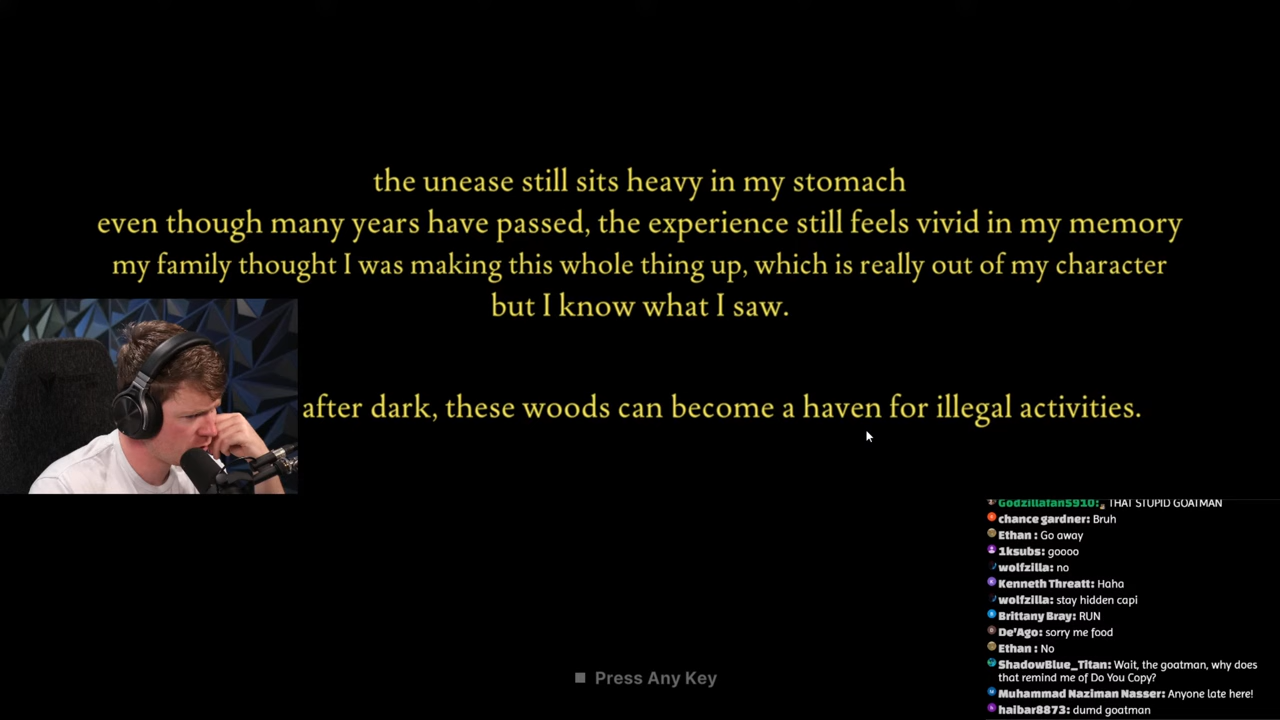 the unease still sits heavy in my stomach
even though many years have passed, the experience still feels vivid in my memory
my family thought I was making this whole thing up, which is really out of my character
but I know what I saw.
after dark, these woods can become a haven for illegal activities.
Godzillafan5910: THAT STUPID GOATMAN
chance gardner: Bruh
Ethan : Go away
1ksubs: goooo
wolfzilla: no
Kenneth Threatt: Haha
wolfzilla: stay hidden capi
Brittany Bray: RUN
De'Ago: sorry me food
Ethan : No
ShadowBlue_Titan: Wait, the goatman, why does
that remind me of Do You Copy?
Muhammad Naziman Nasser: Anyone late here!
haibar8873: dumd goatman
Press Any Key